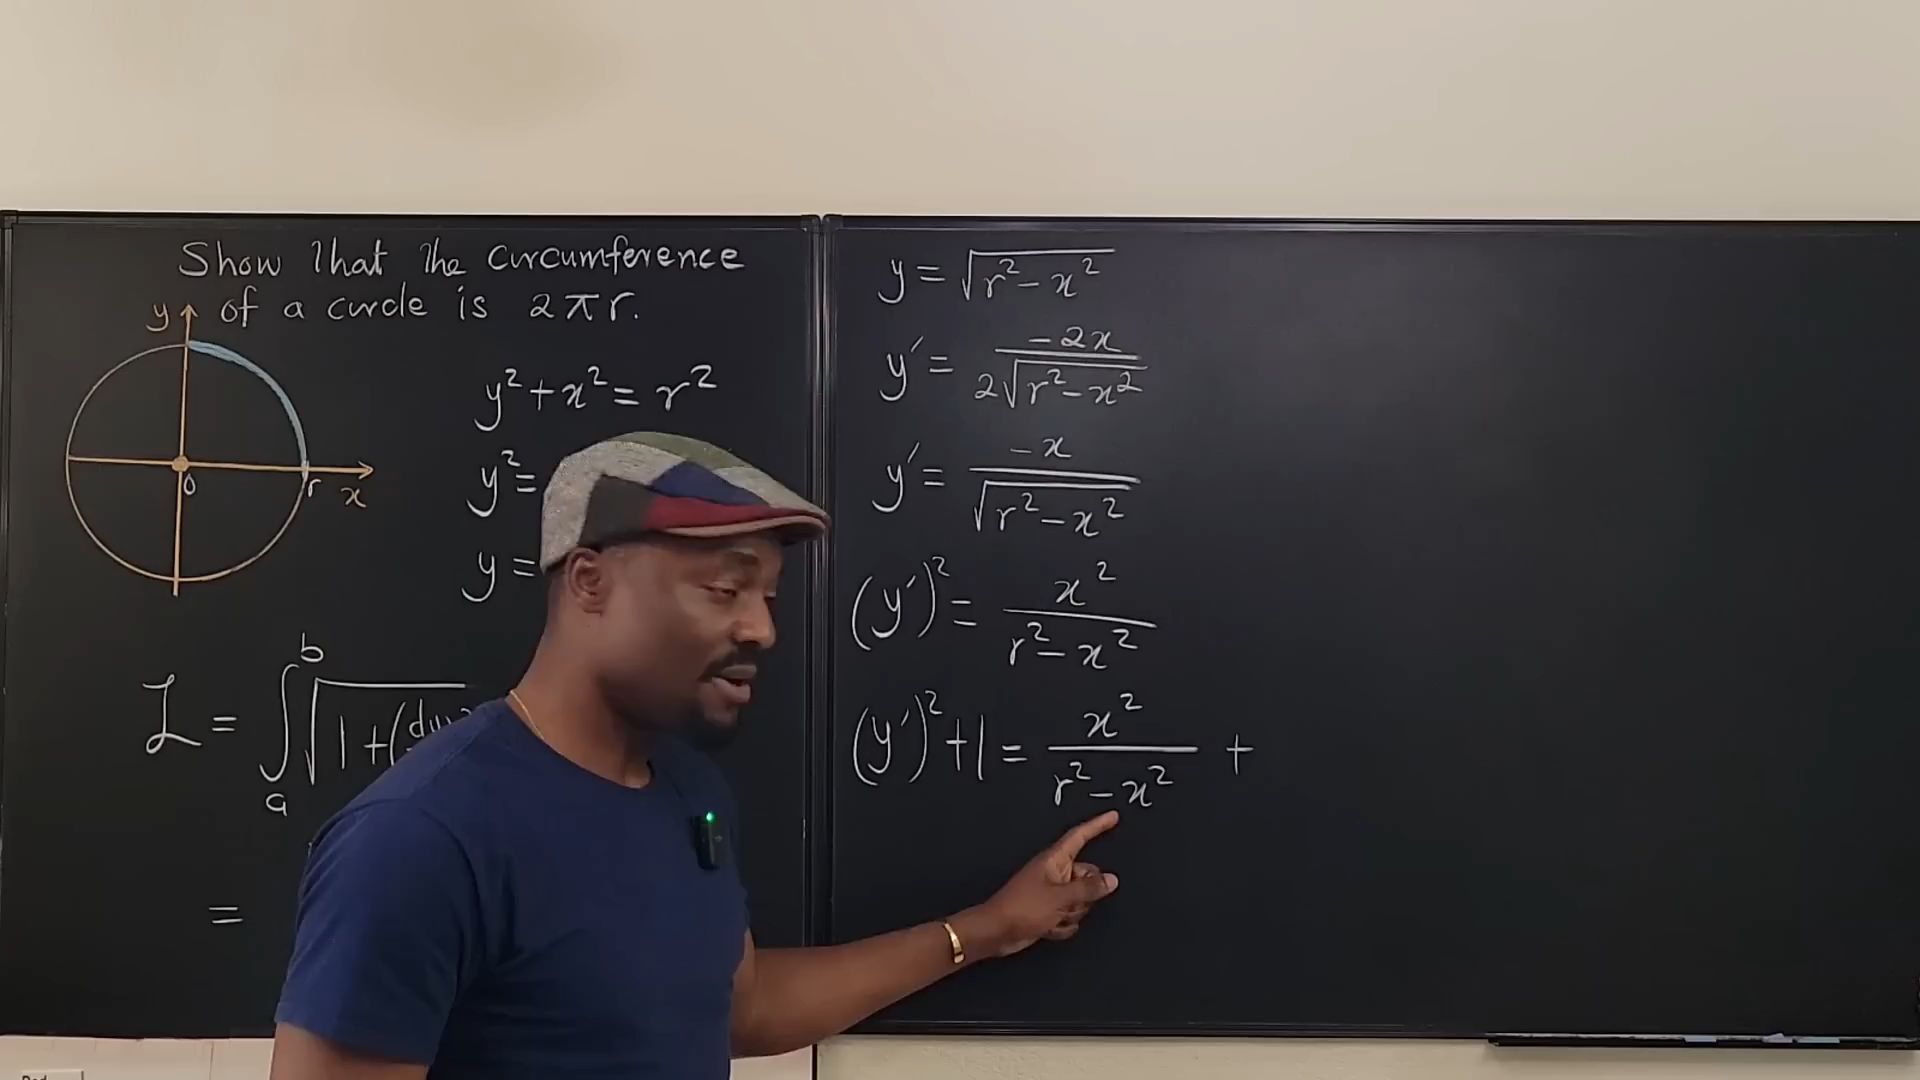 Show that the circumference
of a circle is 2πr.
y
0
r
x
y² + x² = r²
y² =
y =
L = ∫ₐᵇ √1 + (dy
=
y = √(r² - x²)
y′ = -2x / 2√(r² - x²)
y′ = -x / √(r² - x²)
(y′)² = x² / (r² - x²)
(y′)² + 1 = x² / (r² - x²) +